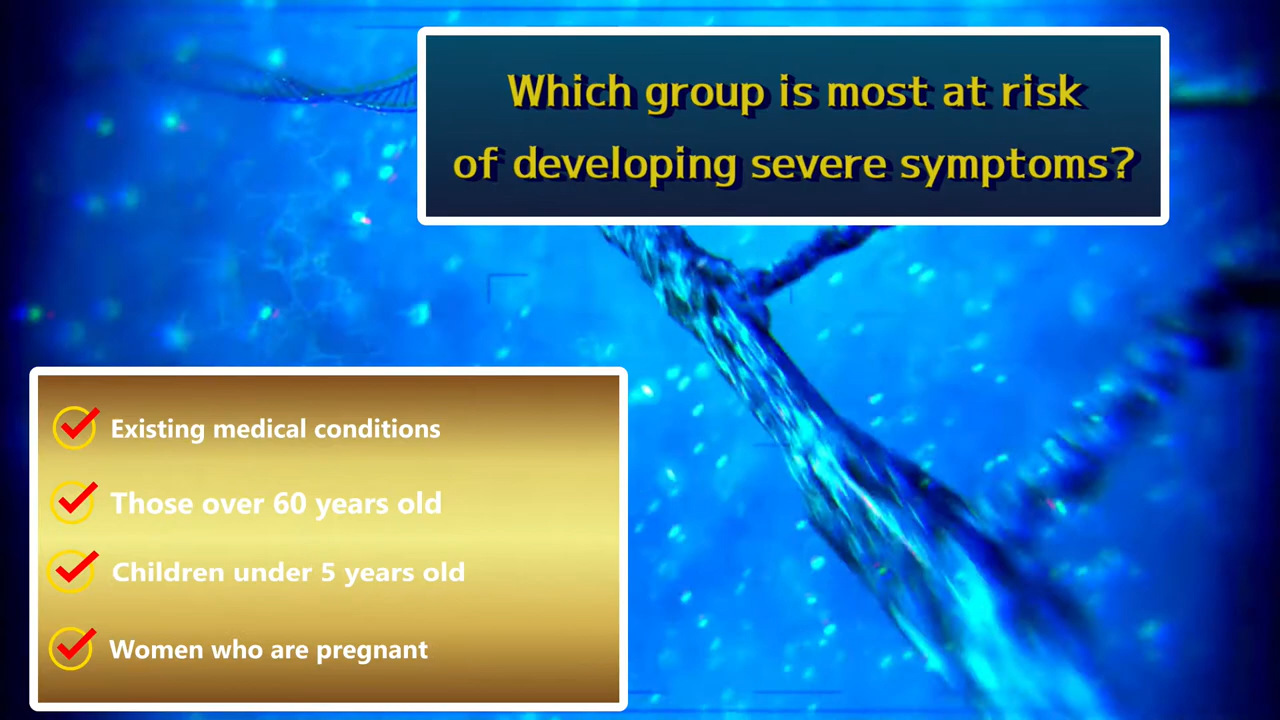 Which group is most at risk
of developing severe symptoms?
Existing medical conditions
Those over 60 years old
Children under 5 years old
Women who are pregnant